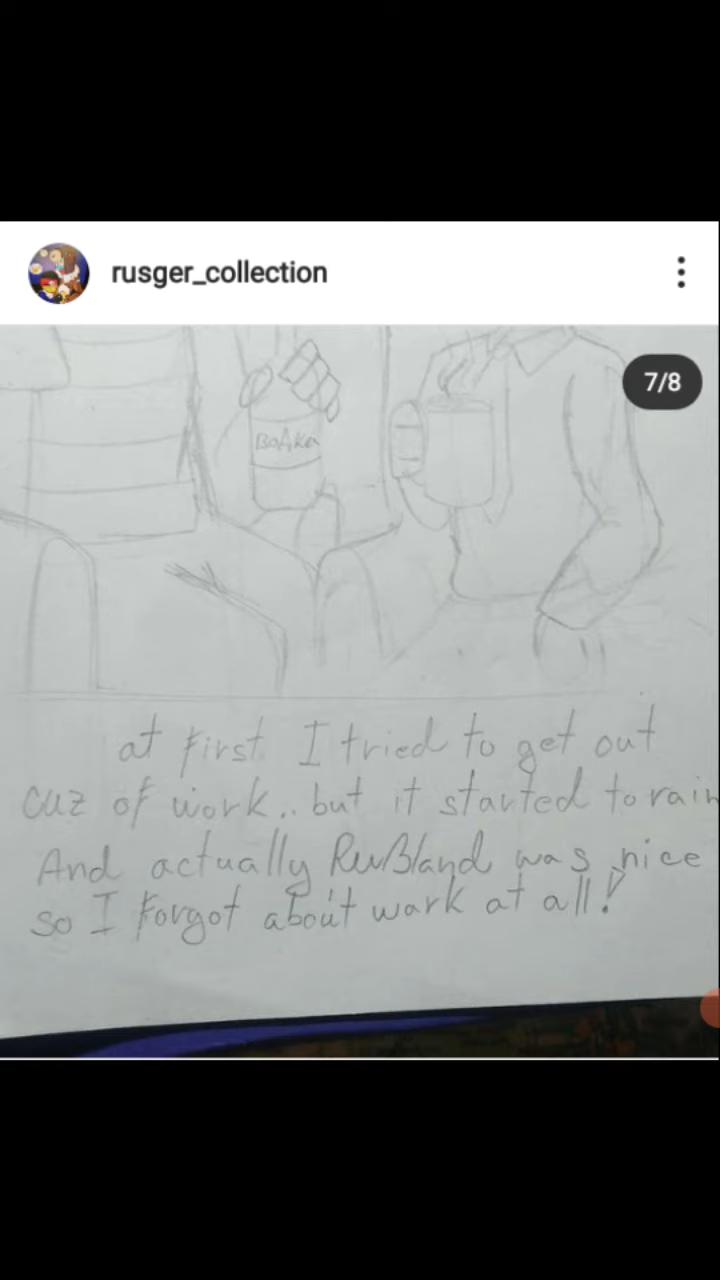 rusger_collection
7/8
Водка
at first I tried to get out
cuz of work.. but it started to rain
And actually Rußland was nice
so I forgot about work at all!